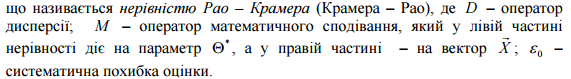 що називається нерівністю Рао – Крамера (Крамера – Рао), де D – оператор
дисперсії; M – оператор математичного сподівання, який у лівій частині
нерівності діє на параметр Θ*, а у правій частині – на вектор X⃗; ε₀ –
систематична похибка оцінки.